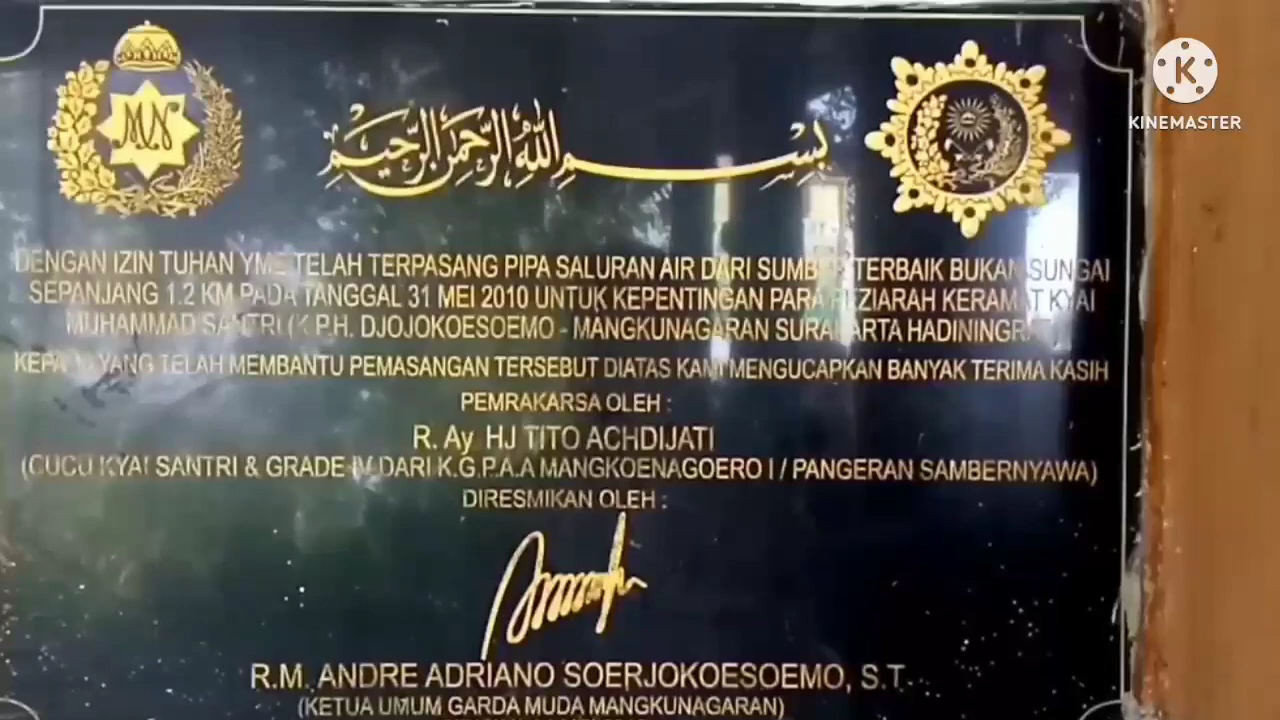 MN
بسم الله الرحمن الرحيم
K
KINEMASTER
DENGAN IZIN TUHAN YME TELAH TERPASANG PIPA SALURAN AIR DARI SUMBER TERBAIK BUKAN SUNGAI
SEPANJANG 1.2 KM PADA TANGGAL 31 MEI 2010 UNTUK KEPENTINGAN PARA PEZIARAH KERAMAT KYAI
MUHAMMAD SANTRI (K.P.H. DJOJOKOESOEMO - MANGKUNAGARAN SURAKARTA HADININGRAT
KEPADA YANG TELAH MEMBANTU PEMASANGAN TERSEBUT DIATAS KAMI MENGUCAPKAN BANYAK TERIMA KASIH
PEMRAKARSA OLEH :
R. Ay HJ TITO ACHDIJATI
(CUCU KYAI SANTRI & GRADE IV DARI K.G.P.A.A MANGKOENAGOERO I / PANGERAN SAMBERNYAWA)
DIRESMIKAN OLEH :
R.M. ANDRE ADRIANO SOERJOKOESOEMO, S.T.
(KETUA UMUM GARDA MUDA MANGKUNAGARAN)